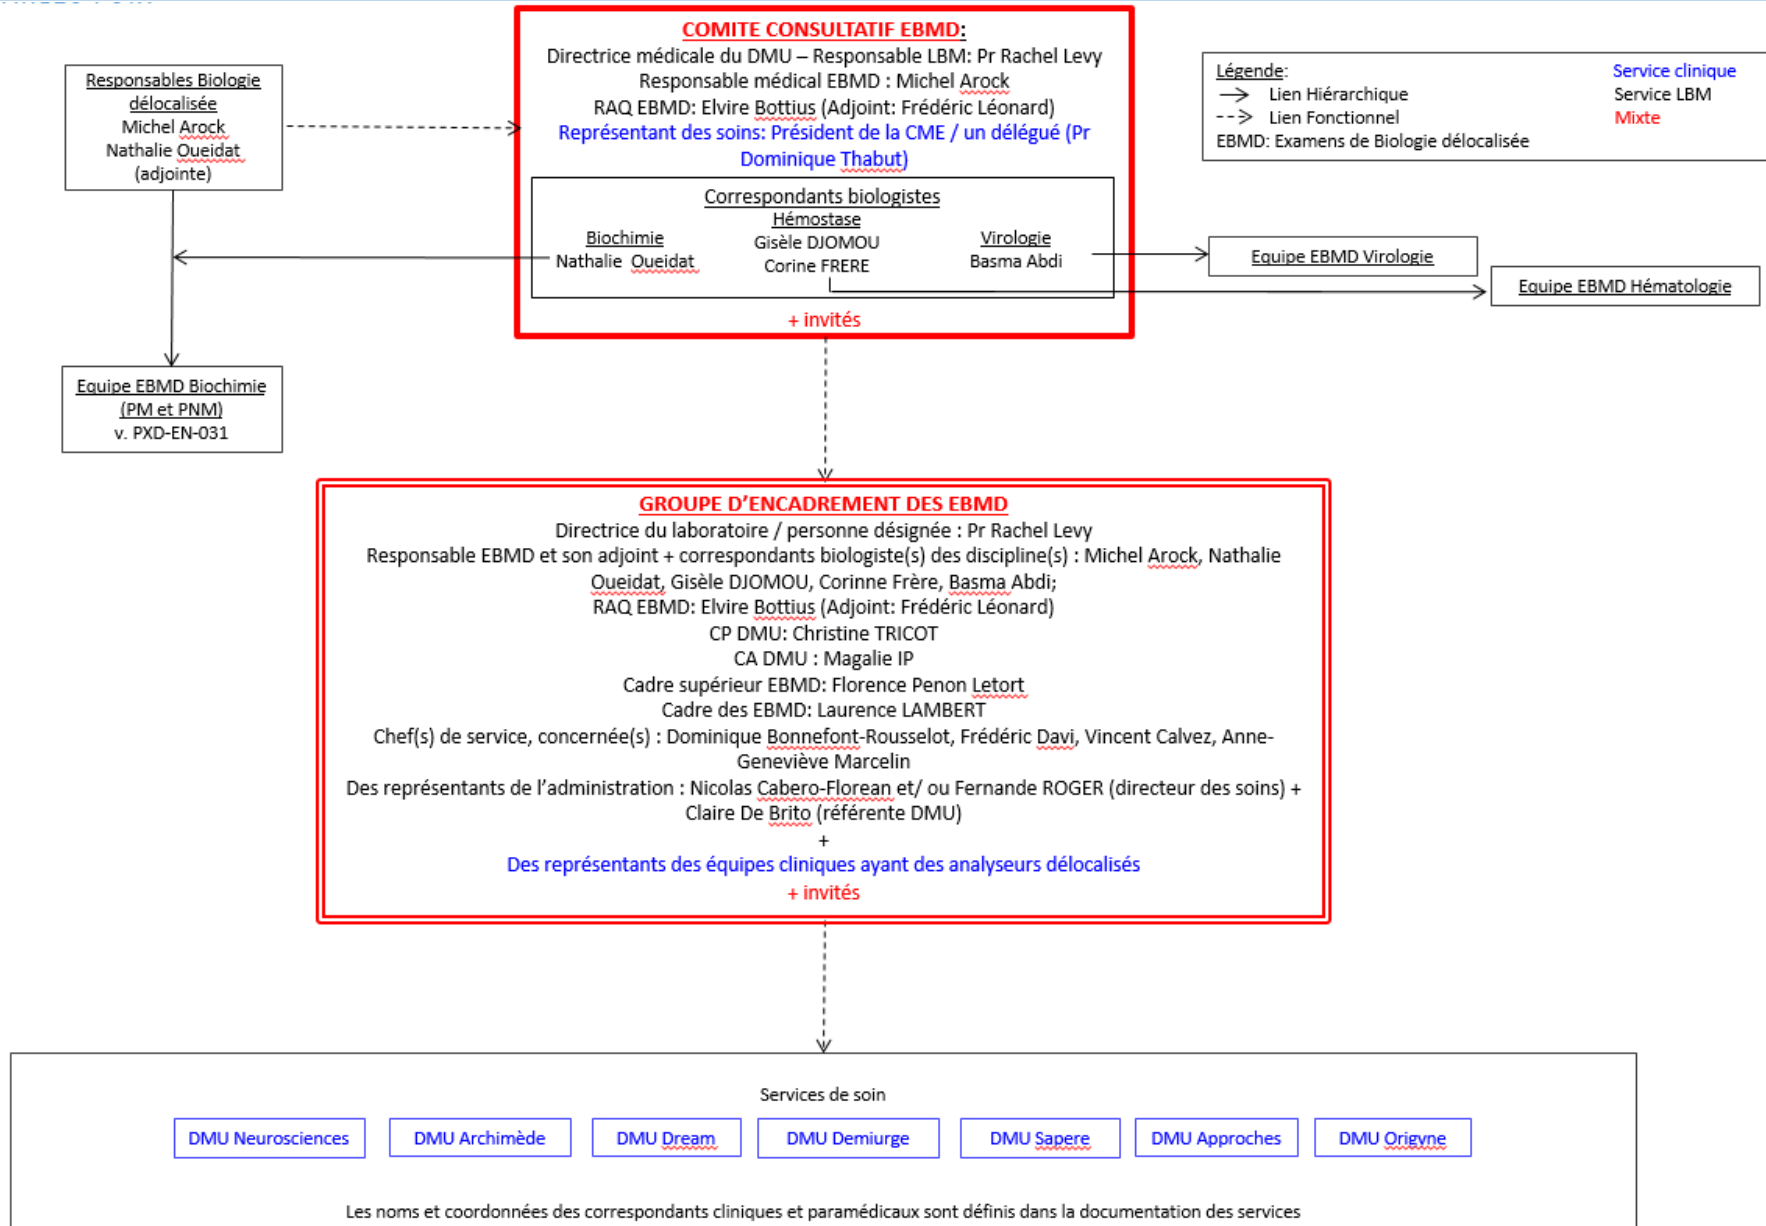 COMITE CONSULTATIF EBMD:
Directrice médicale du DMU – Responsable LBM: Pr Rachel Levy
Responsable médical EBMD : Michel Arock
RAQ EBMD: Elvire Bottius (Adjoint: Frédéric Léonard)
Représentant des soins: Président de la CME / un délégué (Pr
Dominique Thabut)
Responsables Biologie
délocalisée
Michel Arock
Nathalie Oueidat
(adjointe)
Légende:
Lien Hiérarchique
Lien Fonctionnel
EBMD: Examens de Biologie délocalisée
Service clinique
Service LBM
Mixte
Correspondants biologistes
Biochimie
Nathalie Oueidat
Hémostase
Gisèle DJOMOU
Corine FRERE
Virologie
Basma Abdi
+ invités
Equipe EBMD Virologie
Equipe EBMD Hématologie
Equipe EBMD Biochimie
(PM et PNM)
v. PXD-EN-031
GROUPE D’ENCADREMENT DES EBMD
Directrice du laboratoire / personne désignée : Pr Rachel Levy
Responsable EBMD et son adjoint + correspondants biologiste(s) des discipline(s) : Michel Arock, Nathalie
Oueidat, Gisèle DJOMOU, Corinne Frère, Basma Abdi;
RAQ EBMD: Elvire Bottius (Adjoint: Frédéric Léonard)
CP DMU: Christine TRICOT
CA DMU : Magalie IP
Cadre supérieur EBMD: Florence Penon Letort
Cadre des EBMD: Laurence LAMBERT
Chef(s) de service, concernée(s) : Dominique Bonnefont-Rousselot, Frédéric Davi, Vincent Calvez, Anne-
Geneviève Marcelin
Des représentants de l’administration : Nicolas Cabero-Florean et/ ou Fernande ROGER (directeur des soins) +
Claire De Brito (référente DMU)
+
Des représentants des équipes cliniques ayant des analyseurs délocalisés
+ invités
Services de soin
DMU Neurosciences
DMU Archimède
DMU Dream
DMU Demiurge
DMU Sapere
DMU Approches
DMU Origyne
Les noms et coordonnées des correspondants cliniques et paramédicaux sont définis dans la documentation des services